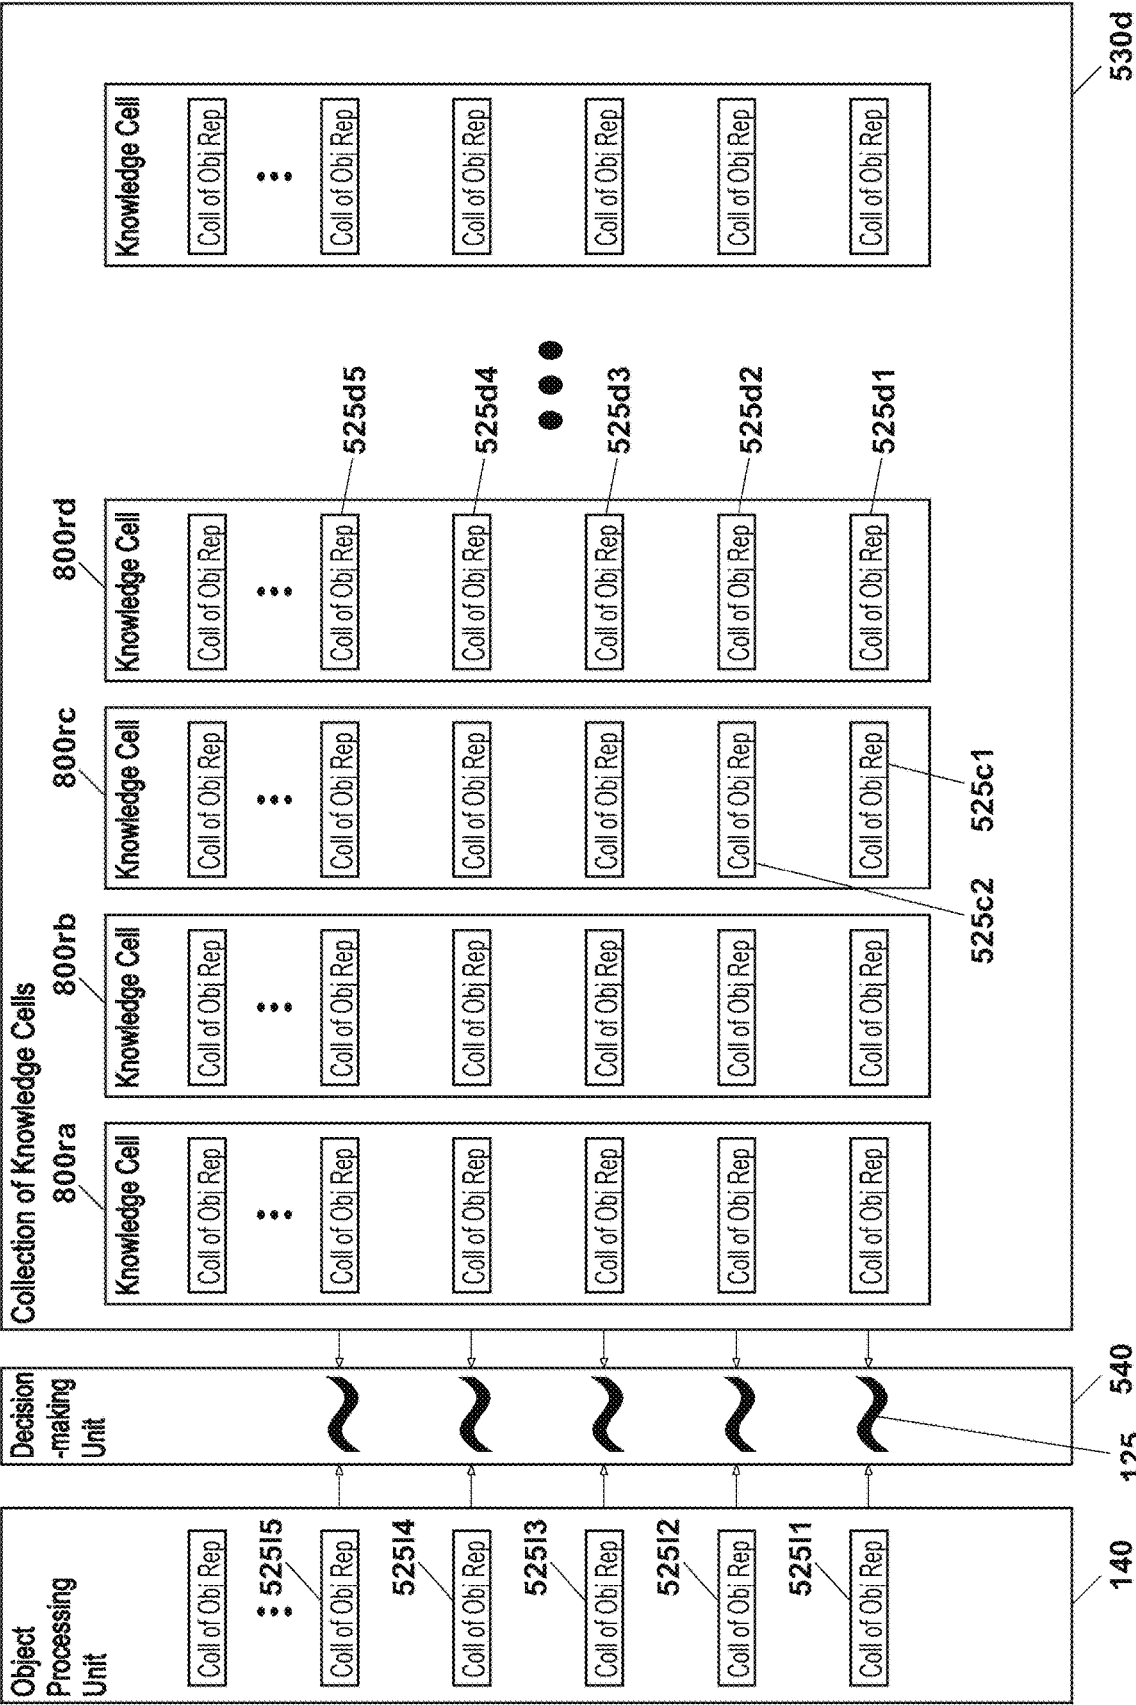 Object
Processing
Unit
Coll of Obj Rep
525l5
Coll of Obj Rep
525l4
Coll of Obj Rep
525l3
Coll of Obj Rep
525l2
Coll of Obj Rep
525l1
Coll of Obj Rep
140
Decision
-making
Unit
125
540
Collection of Knowledge Cells
800ra
Knowledge Cell
Coll of Obj Rep
Coll of Obj Rep
Coll of Obj Rep
Coll of Obj Rep
Coll of Obj Rep
Coll of Obj Rep
800rb
Knowledge Cell
Coll of Obj Rep
Coll of Obj Rep
Coll of Obj Rep
Coll of Obj Rep
Coll of Obj Rep
Coll of Obj Rep
800rc
Knowledge Cell
Coll of Obj Rep
Coll of Obj Rep
Coll of Obj Rep
Coll of Obj Rep
Coll of Obj Rep
Coll of Obj Rep
525c2
525c1
800rd
Knowledge Cell
Coll of Obj Rep
Coll of Obj Rep
525d5
Coll of Obj Rep
525d4
Coll of Obj Rep
525d3
Coll of Obj Rep
525d2
Coll of Obj Rep
525d1
Knowledge Cell
Coll of Obj Rep
Coll of Obj Rep
Coll of Obj Rep
Coll of Obj Rep
Coll of Obj Rep
Coll of Obj Rep
530d